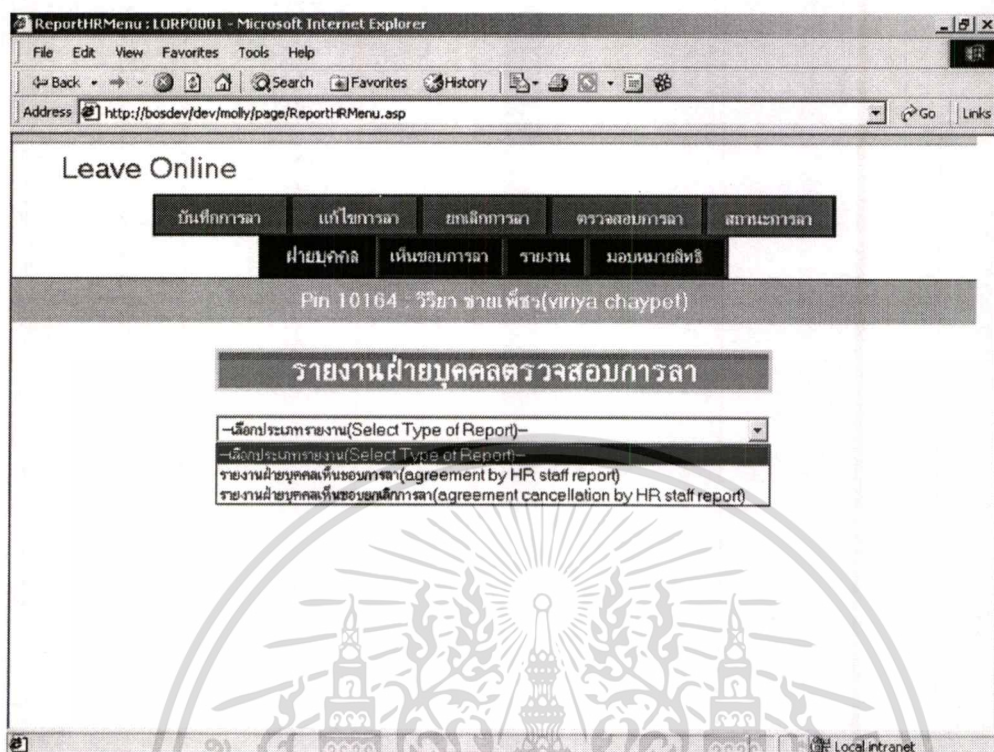 ReportHRMenu : LORP0001 - Microsoft Internet Explorer
File Edit View Favorites Tools Help
Back Search Favorites History
Address http://bosdev/dev/molly/page/ReportHRMenu.asp Go Links
Leave Online
บันทึกการลา แก้ไขการลา ยกเลิกการลา ตรวจสอบการลา สถานะการลา
ฝ่ายบุคคล เห็นชอบการลา รายงาน มอบหมายสิทธิ
Pin 10164 : วิริยา ชายเพ็ชร(viriya chaypet)
รายงานฝ่ายบุคคลตรวจสอบการลา
--เลือกประเภทรายงาน(Select Type of Report)--
--เลือกประเภทรายงาน(Select Type of Report)--
รายงานฝ่ายบุคคลเห็นชอบการลา(agreement by HR staff report)
รายงานฝ่ายบุคคลเห็นชอบยกเลิกการลา(agreement cancellation by HR staff report)
Local intranet